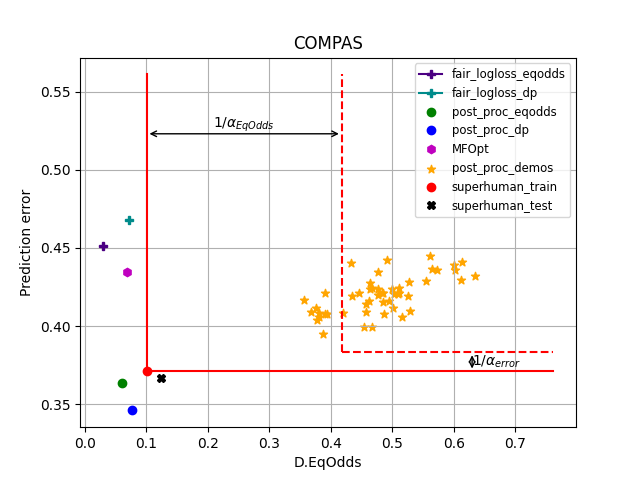 COMPAS
fair_logloss_eqodds
fair_logloss_dp
post_proc_eqodds
post_proc_dp
MFOpt
post_proc_demos
superhuman_train
superhuman_test
1/α_EqOdds
1/α_error
Prediction error
0.55
0.50
0.45
0.40
0.35
0.0 0.1 0.2 0.3 0.4 0.5 0.6 0.7
D.EqOdds